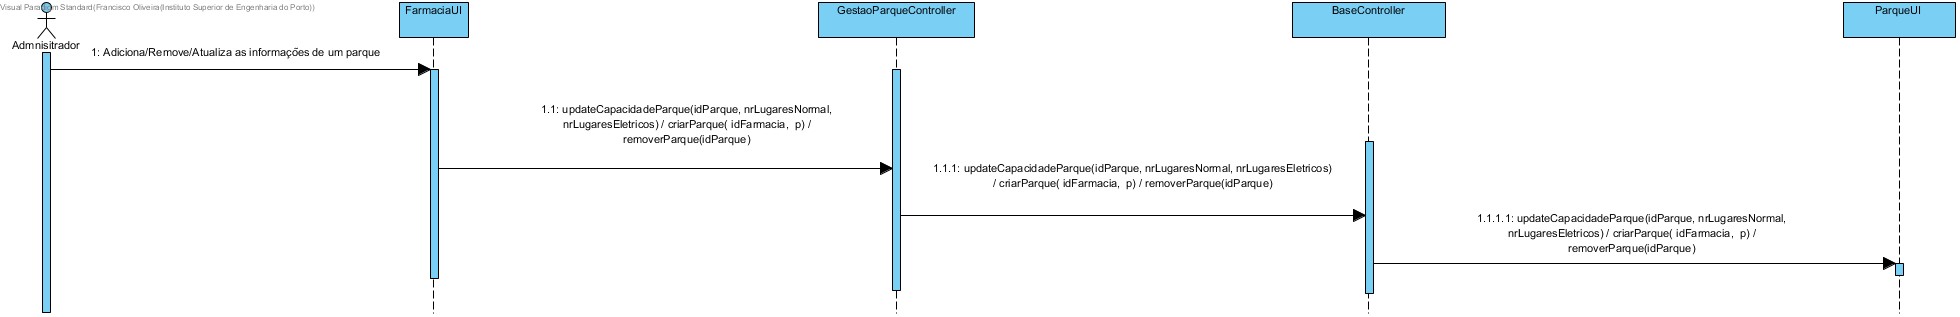 Visual Paradigm Standard(Francisco Oliveira(Instituto Superior de Engenharia do Porto))
Admnisitrador
FarmaciaUI
GestaoParqueController
BaseController
ParqueUI
1: Adiciona/Remove/Atualiza as informações de um parque
1.1: updateCapacidadeParque(idParque, nrLugaresNormal,
nrLugaresEletricos) / criarParque( idFarmacia,  p) /
removerParque(idParque)
1.1.1: updateCapacidadeParque(idParque, nrLugaresNormal, nrLugaresEletricos)
/ criarParque( idFarmacia,  p) / removerParque(idParque)
1.1.1.1: updateCapacidadeParque(idParque, nrLugaresNormal,
nrLugaresEletricos) / criarParque( idFarmacia,  p) /
removerParque(idParque)